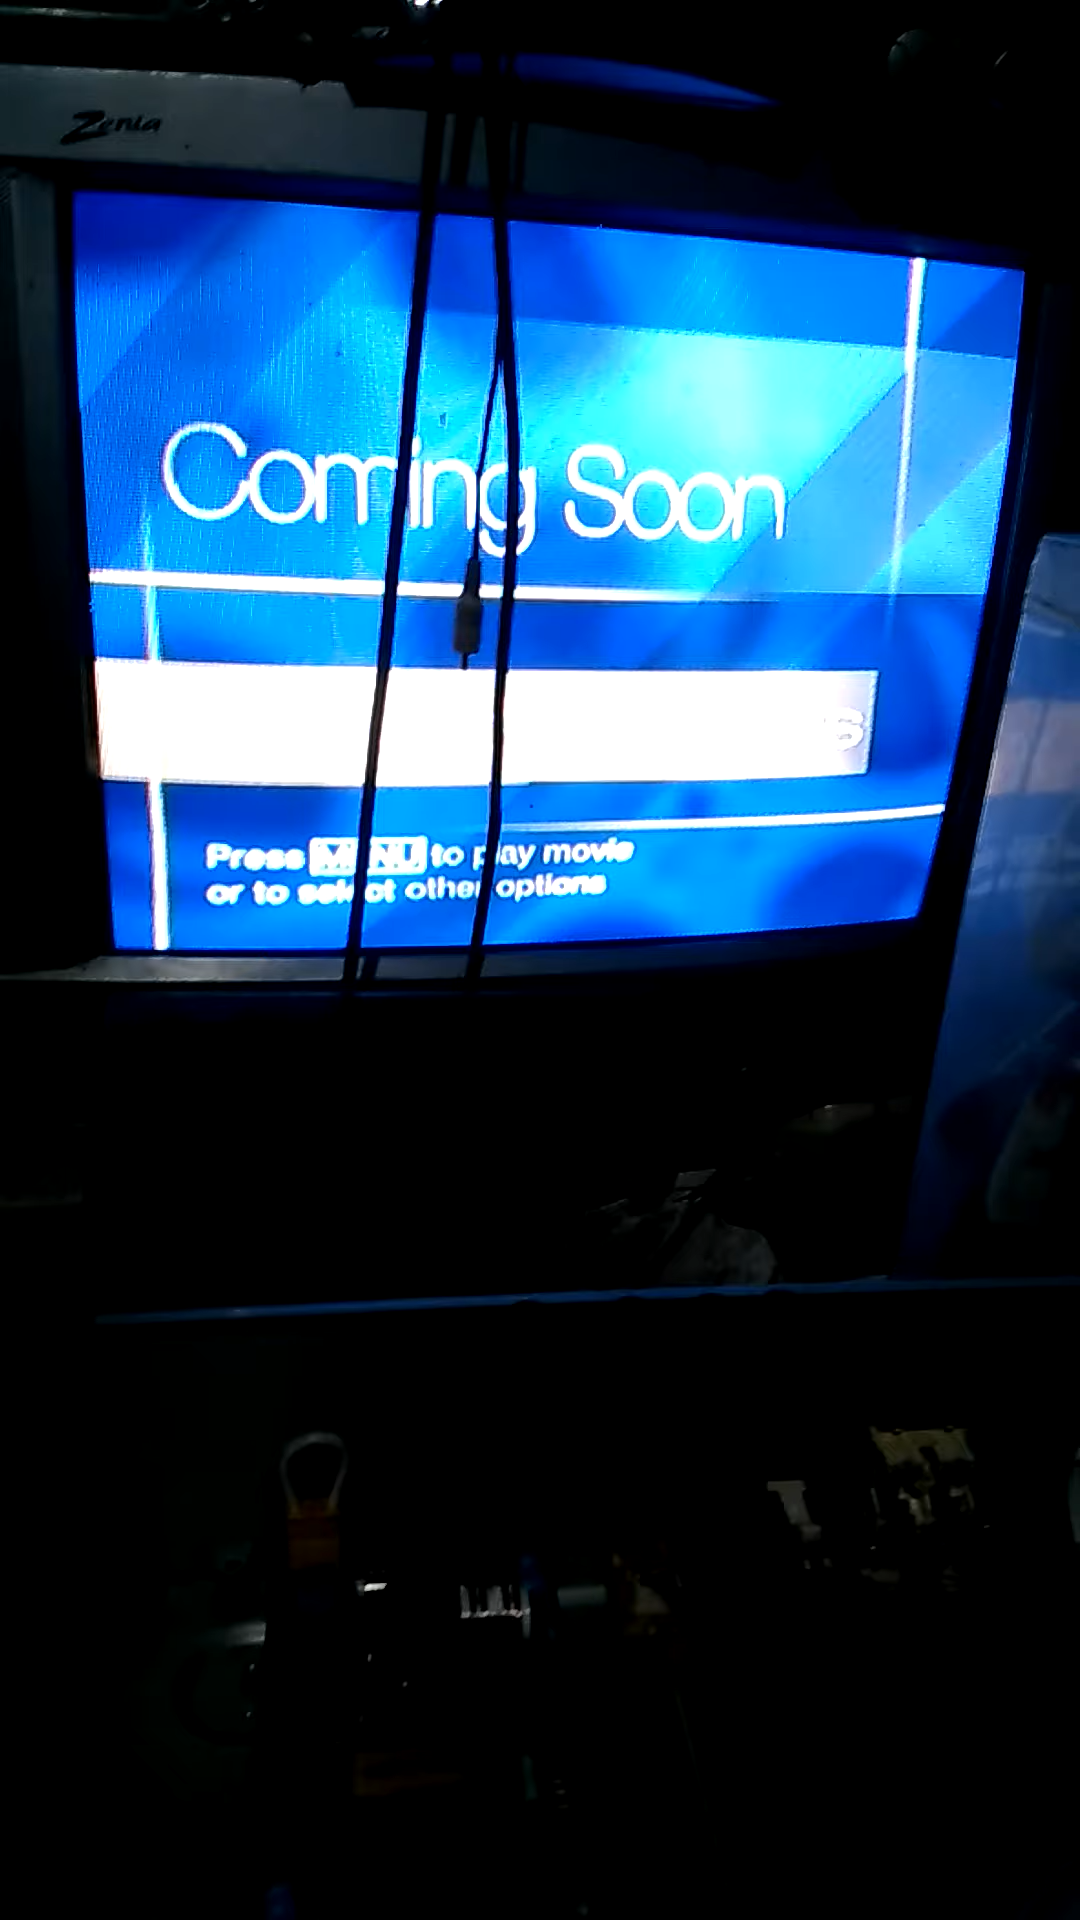 Zenia
Coming Soon
S
Press MENU to play movie
or to select other options